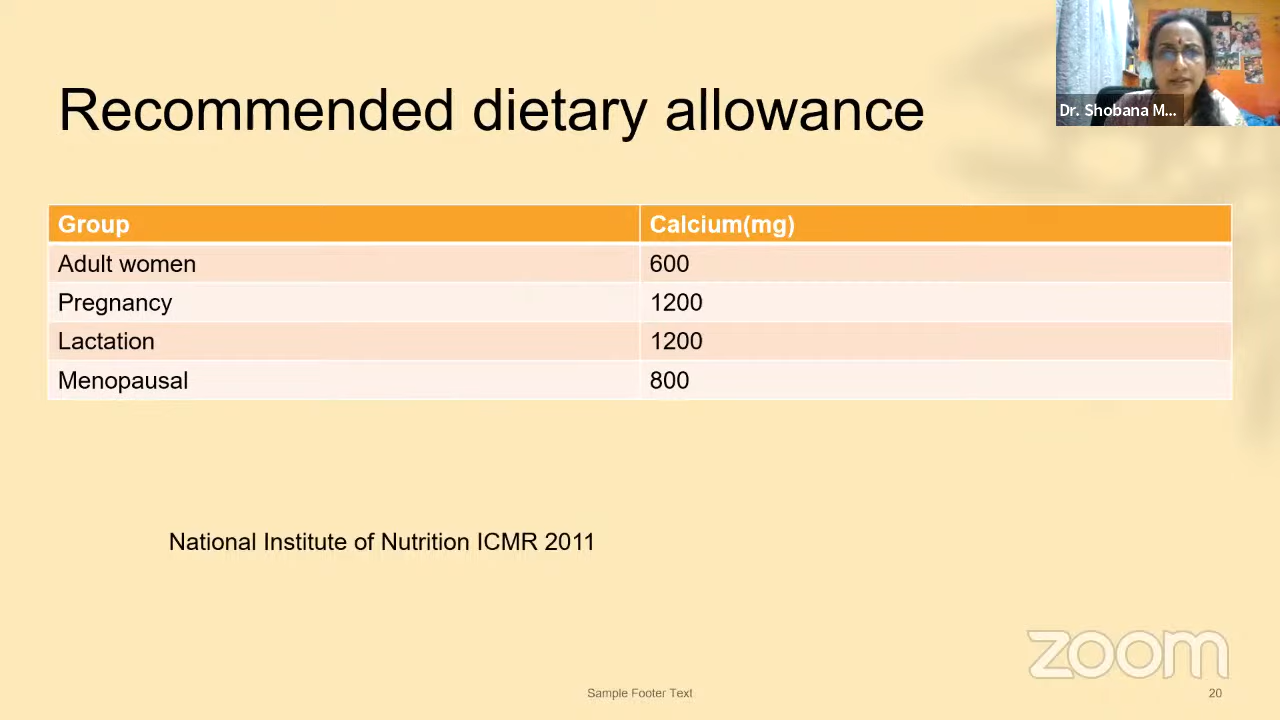 Recommended dietary allowance
Dr. Shobana M...
Group Calcium(mg)
Adult women 600
Pregnancy 1200
Lactation 1200
Menopausal 800
National Institute of Nutrition ICMR 2011
zoom
Sample Footer Text 20